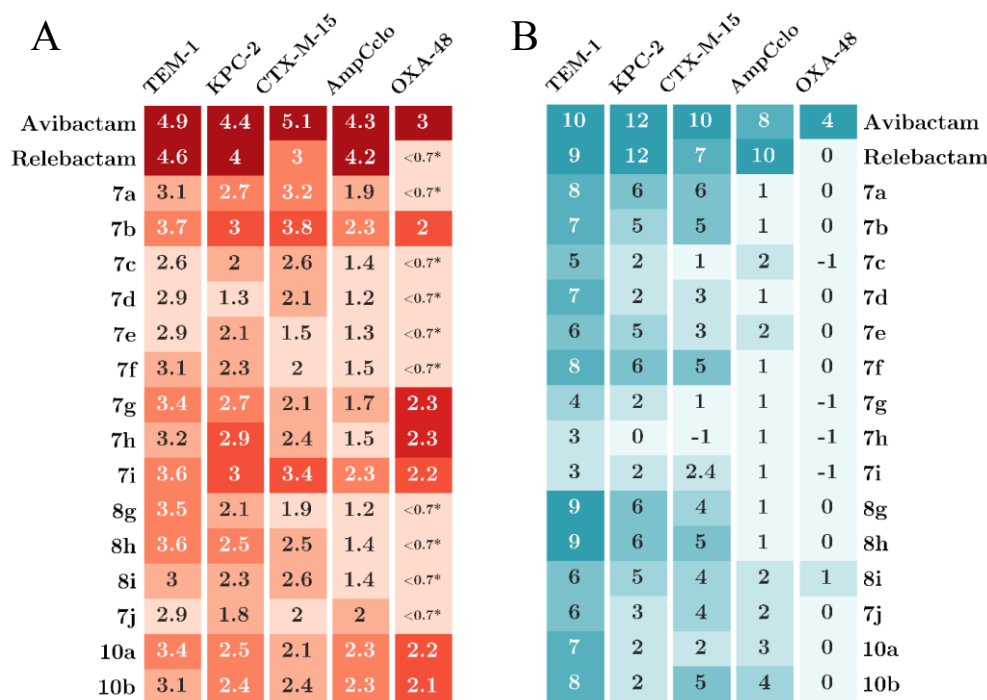 A B
TEM-1 KPC-2 CTX-M-15 AmpCclo OXA-48 TEM-1 KPC-2 CTX-M-15 AmpCclo OXA-48
Avibactam 4.9 4.4 5.1 4.3 3 10 12 10 8 4 Avibactam
Relebactam 4.6 4 3 4.2 <0.7* 9 12 7 10 0 Relebactam
7a 3.1 2.7 3.2 1.9 <0.7* 8 6 6 1 0 7a
7b 3.7 3 3.8 2.3 2 7 5 5 1 0 7b
7c 2.6 2 2.6 1.4 <0.7* 5 2 1 2 -1 7c
7d 2.9 1.3 2.1 1.2 <0.7* 7 2 3 1 0 7d
7e 2.9 2.1 1.5 1.3 <0.7* 6 5 3 2 0 7e
7f 3.1 2.3 2 1.5 <0.7* 8 6 5 1 0 7f
7g 3.4 2.7 2.1 1.7 2.3 4 2 1 1 -1 7g
7h 3.2 2.9 2.4 1.5 2.3 3 0 -1 1 -1 7h
7i 3.6 3 3.4 2.3 2.2 3 2 2.4 1 -1 7i
8g 3.5 2.1 1.9 1.2 <0.7* 9 6 4 1 0 8g
8h 3.6 2.5 2.5 1.4 <0.7* 9 6 5 1 0 8h
8i 3 2.3 2.6 1.4 <0.7* 6 5 4 2 1 8i
7j 2.9 1.8 2 2 <0.7* 6 3 4 2 0 7j
10a 3.4 2.5 2.1 2.3 2.2 7 2 2 3 0 10a
10b 3.1 2.4 2.4 2.3 2.1 8 2 5 4 0 10b